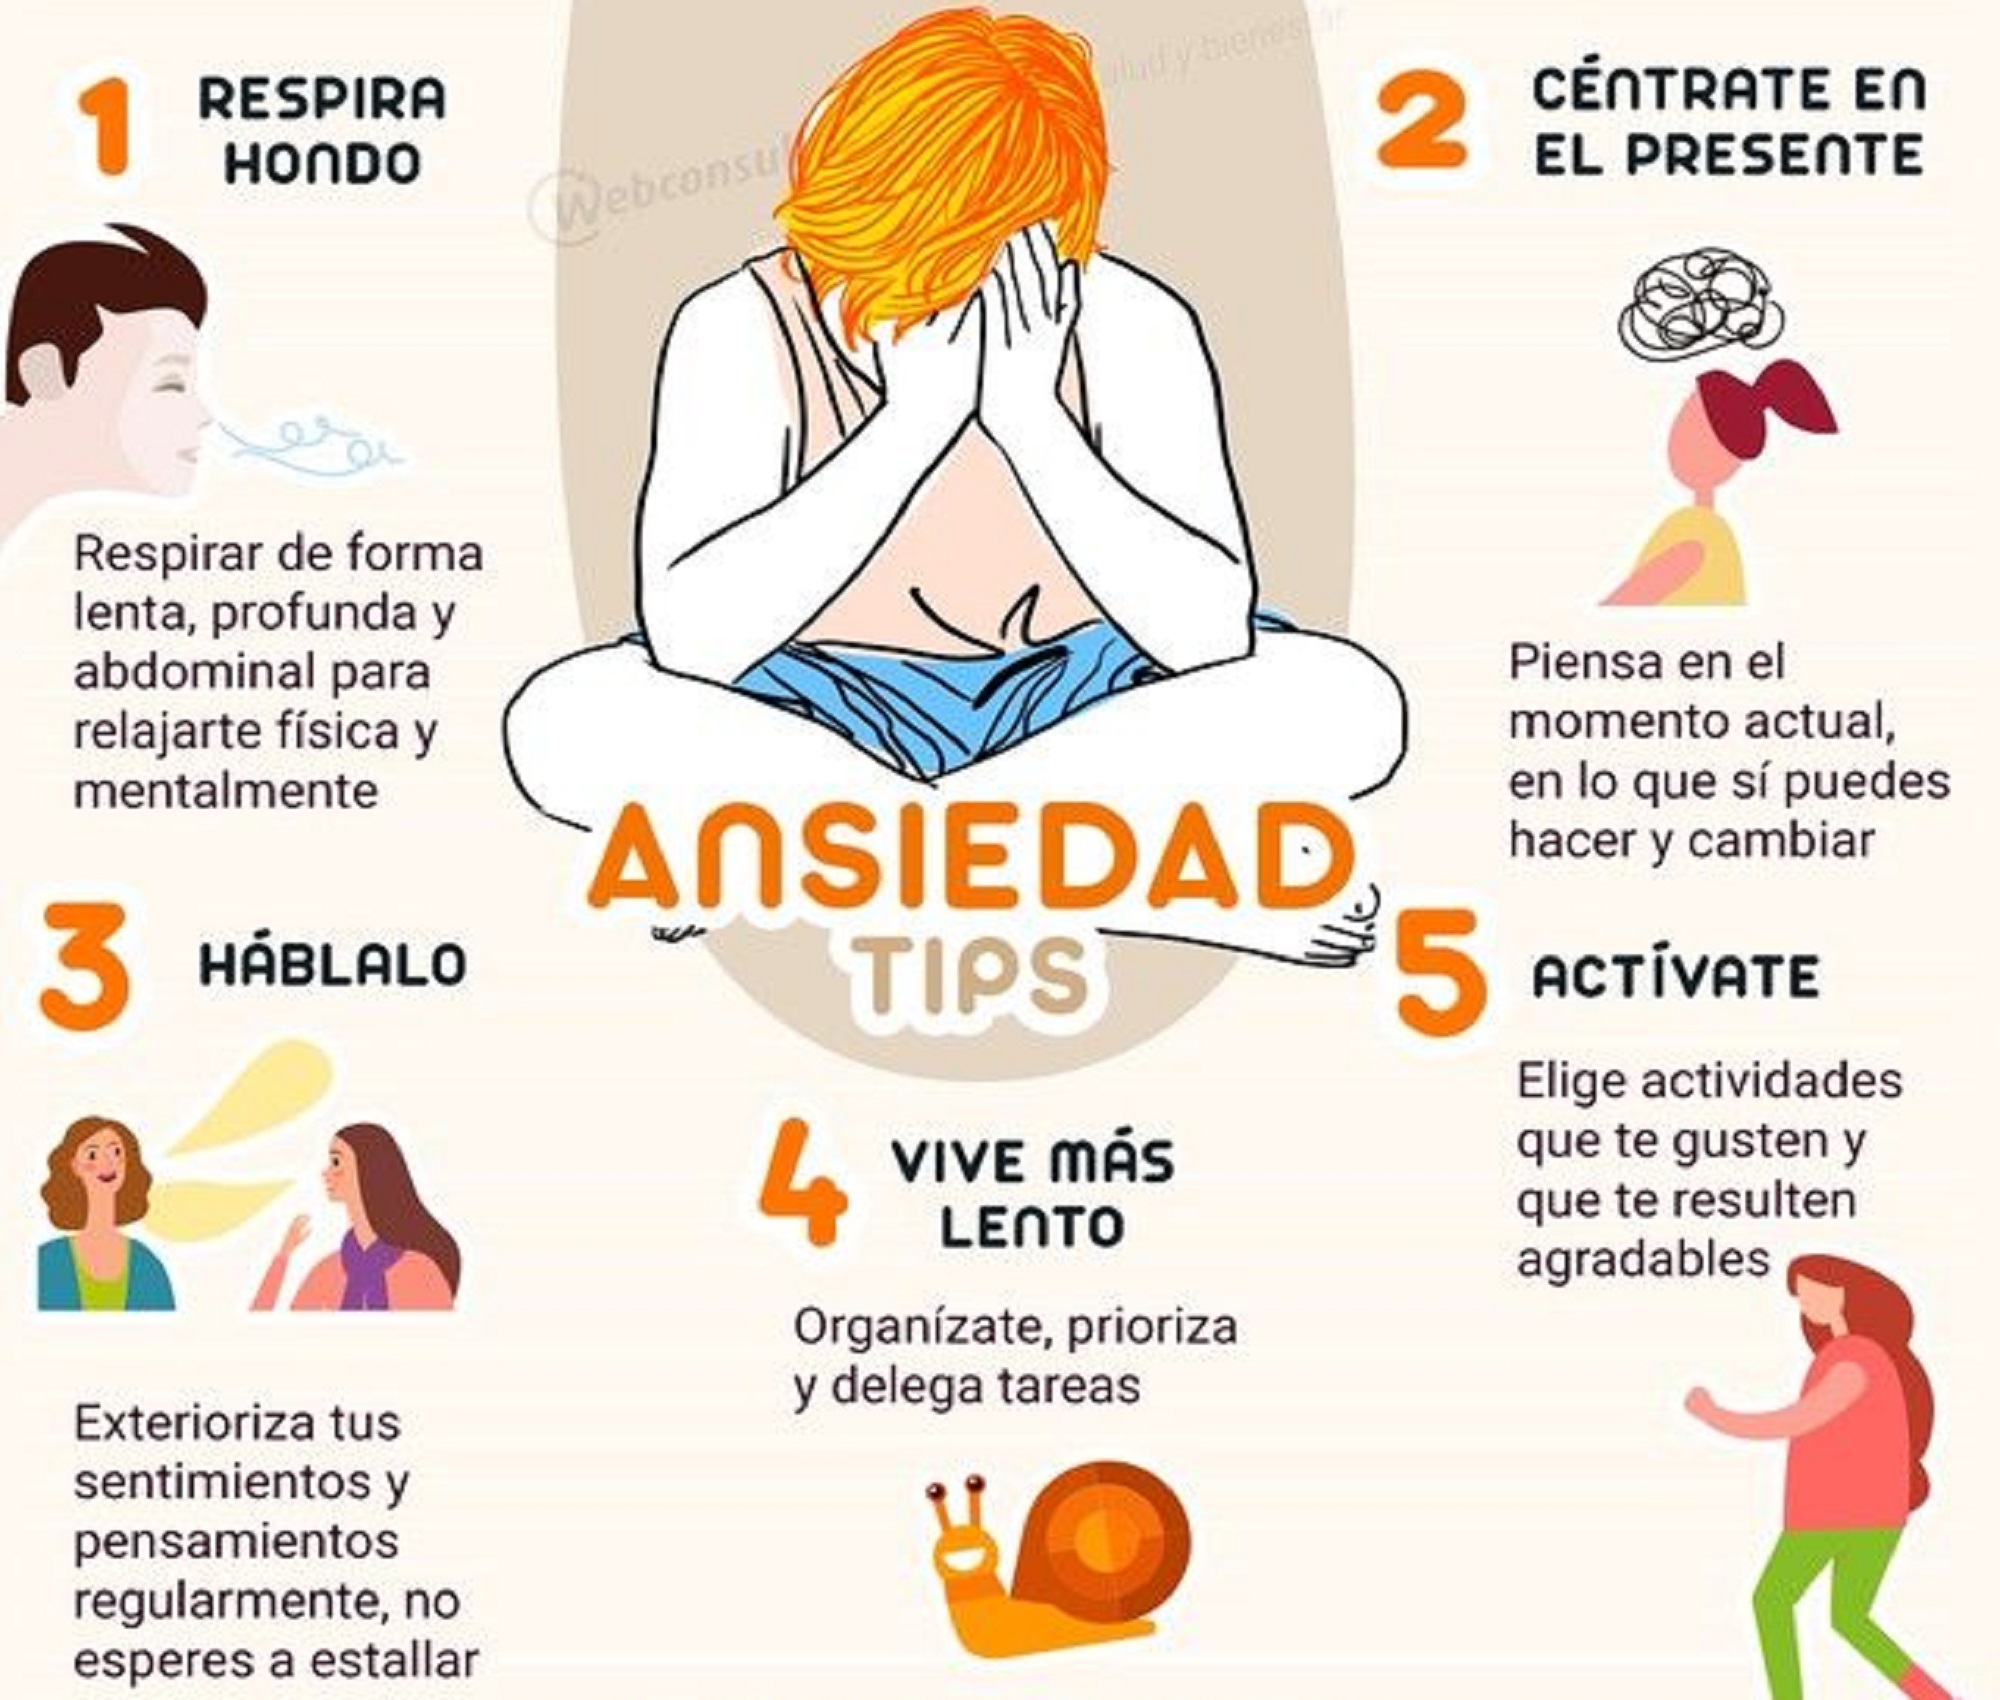 1
RESPIRA
HONDO
Respirar de forma
lenta, profunda y
abdominal para
relajarte física y
mentalmente
2
CÉNTRATE EN
EL PRESENTE
Piensa en el
momento actual,
en lo que sí puedes
hacer y cambiar
ANSIEDAD
TIPS
3
HÁBLALO
Exterioriza tus
sentimientos y
pensamientos
regularmente, no
esperes a estallar
4
VIVE MÁS
LENTO
Organízate, prioriza
y delega tareas
5
ACTÍVATE
Elige actividades
que te gusten y
que te resulten
agradables